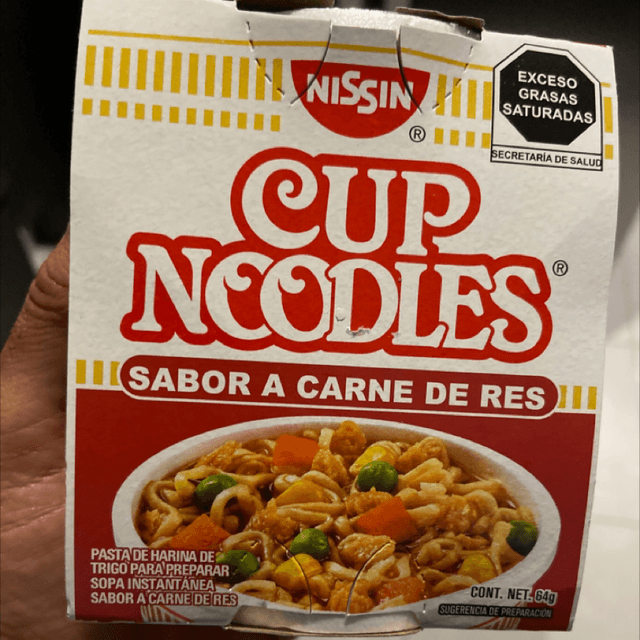 NISSIN
®
EXCESO
GRASAS
SATURADAS
SECRETARÍA DE SALUD
CUP
NOODLES®
SABOR A CARNE DE RES
PASTA DE HARINA DE
TRIGO PARA PREPARAR
SOPA INSTANTÁNEA
SABOR A CARNE DE RES
CONT. NET. 64g
SUGERENCIA DE PREPARACIÓN